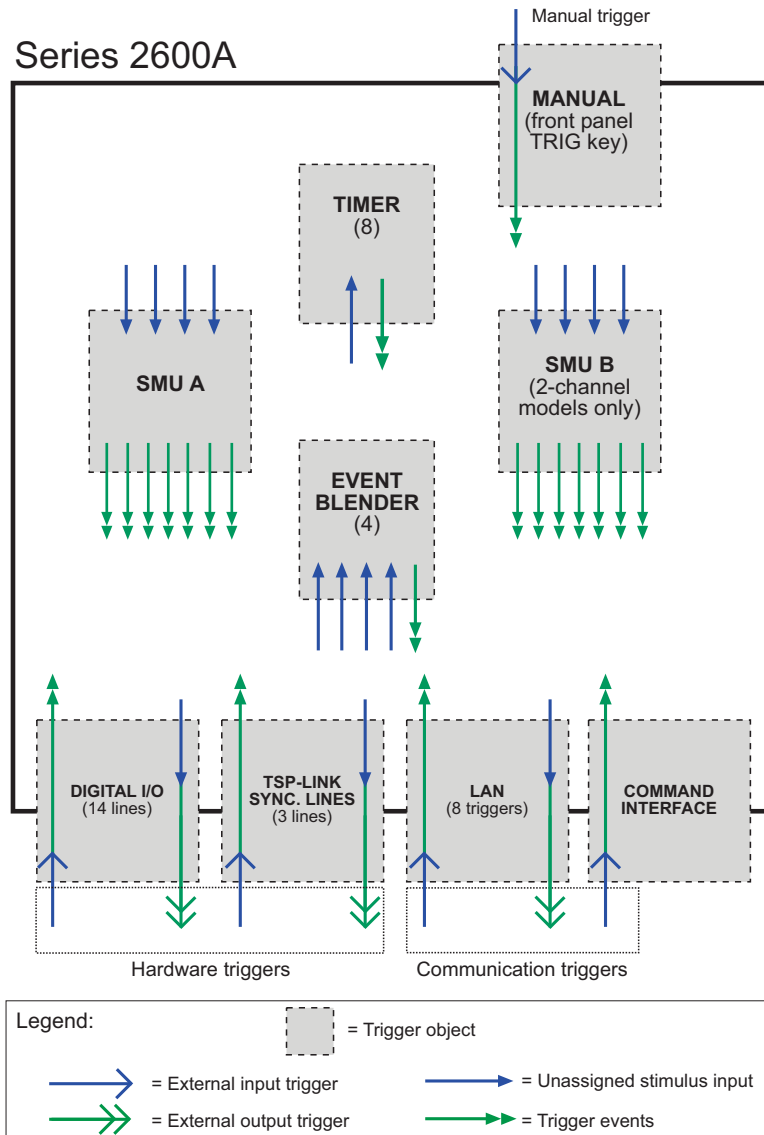 Manual trigger
Series 2600A
MANUAL
(front panel
TRIG key)
TIMER
(8)
SMU A
SMU B
(2-channel
models only)
EVENT
BLENDER
(4)
DIGITAL I/O
(14 lines)
TSP-LINK
SYNC. LINES
(3 lines)
LAN
(8 triggers)
COMMAND
INTERFACE
Hardware triggers
Communication triggers
Legend:
= Trigger object
= External input trigger
= Unassigned stimulus input
= External output trigger
= Trigger events